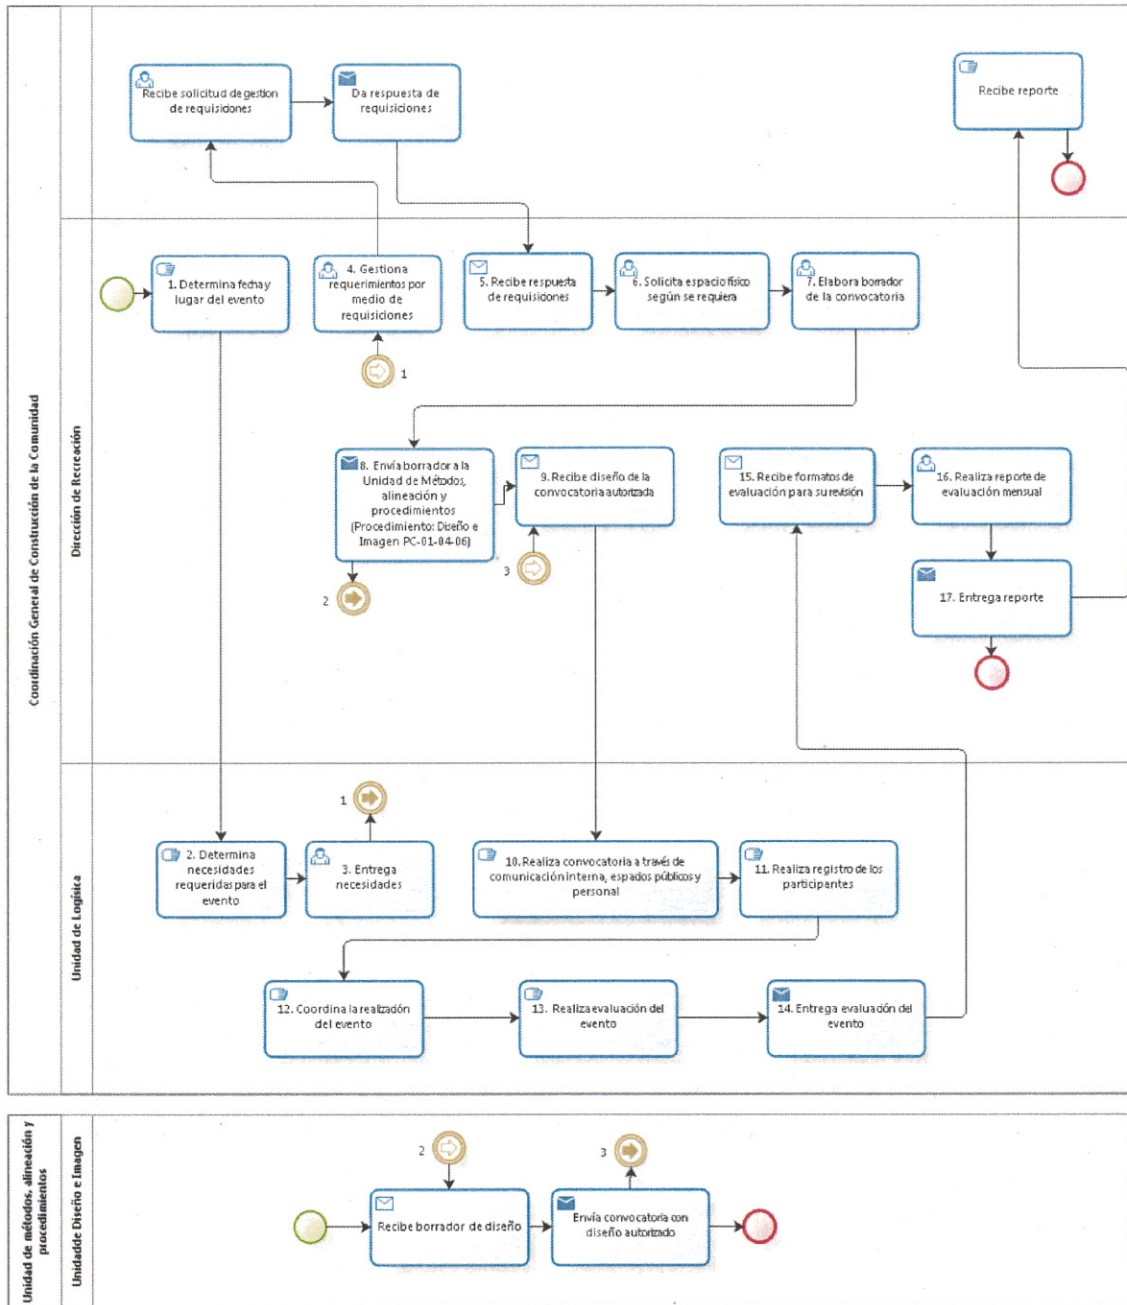 Coordinación General de Construcción de la Comunidad
Recibe solicitud de gestion
de requisiciones
Da respuesta de
requisiciones
Recibe reporte
Dirección de Recreación
1. Determina fecha y
lugar del evento
4. Gestiona
requerimientos por
medio de
requisiciones
1
5. Recibe respuesta
de requisiciones
6. Solicita espacio físico
según se requiera
7. Elabora borrador
de la convocatoria
8. Envía borrador a la
Unidad de Métodos,
alineación y
procedimientos
(Procedimiento: Diseño e
Imagen PC-01-04-06)
2
9. Recibe diseño de la
convocatoria autorizada
3
15. Recibe formatos de
evaluación para su revisión
16. Realiza reporte de
evaluación mensual
17. Entrega reporte
Unidad de Logísica
1
2. Determina
necesidades
requeridas para el
evento
3. Entrega
necesidades
10. Realiza convocatoria a través de
comunicación interna, espados públicos y
personal
11. Realiza registro de los
participantes
12. Coordina la realización
del evento
13. Realiza evaluación del
evento
14. Entrega evaluación del
evento
Unidad de métodos, alineación y
procedimientos
Unidadde Diseño e Imagen
2
Recibe borrador de diseño
3
Envía convocatoria con
diseño autorizado